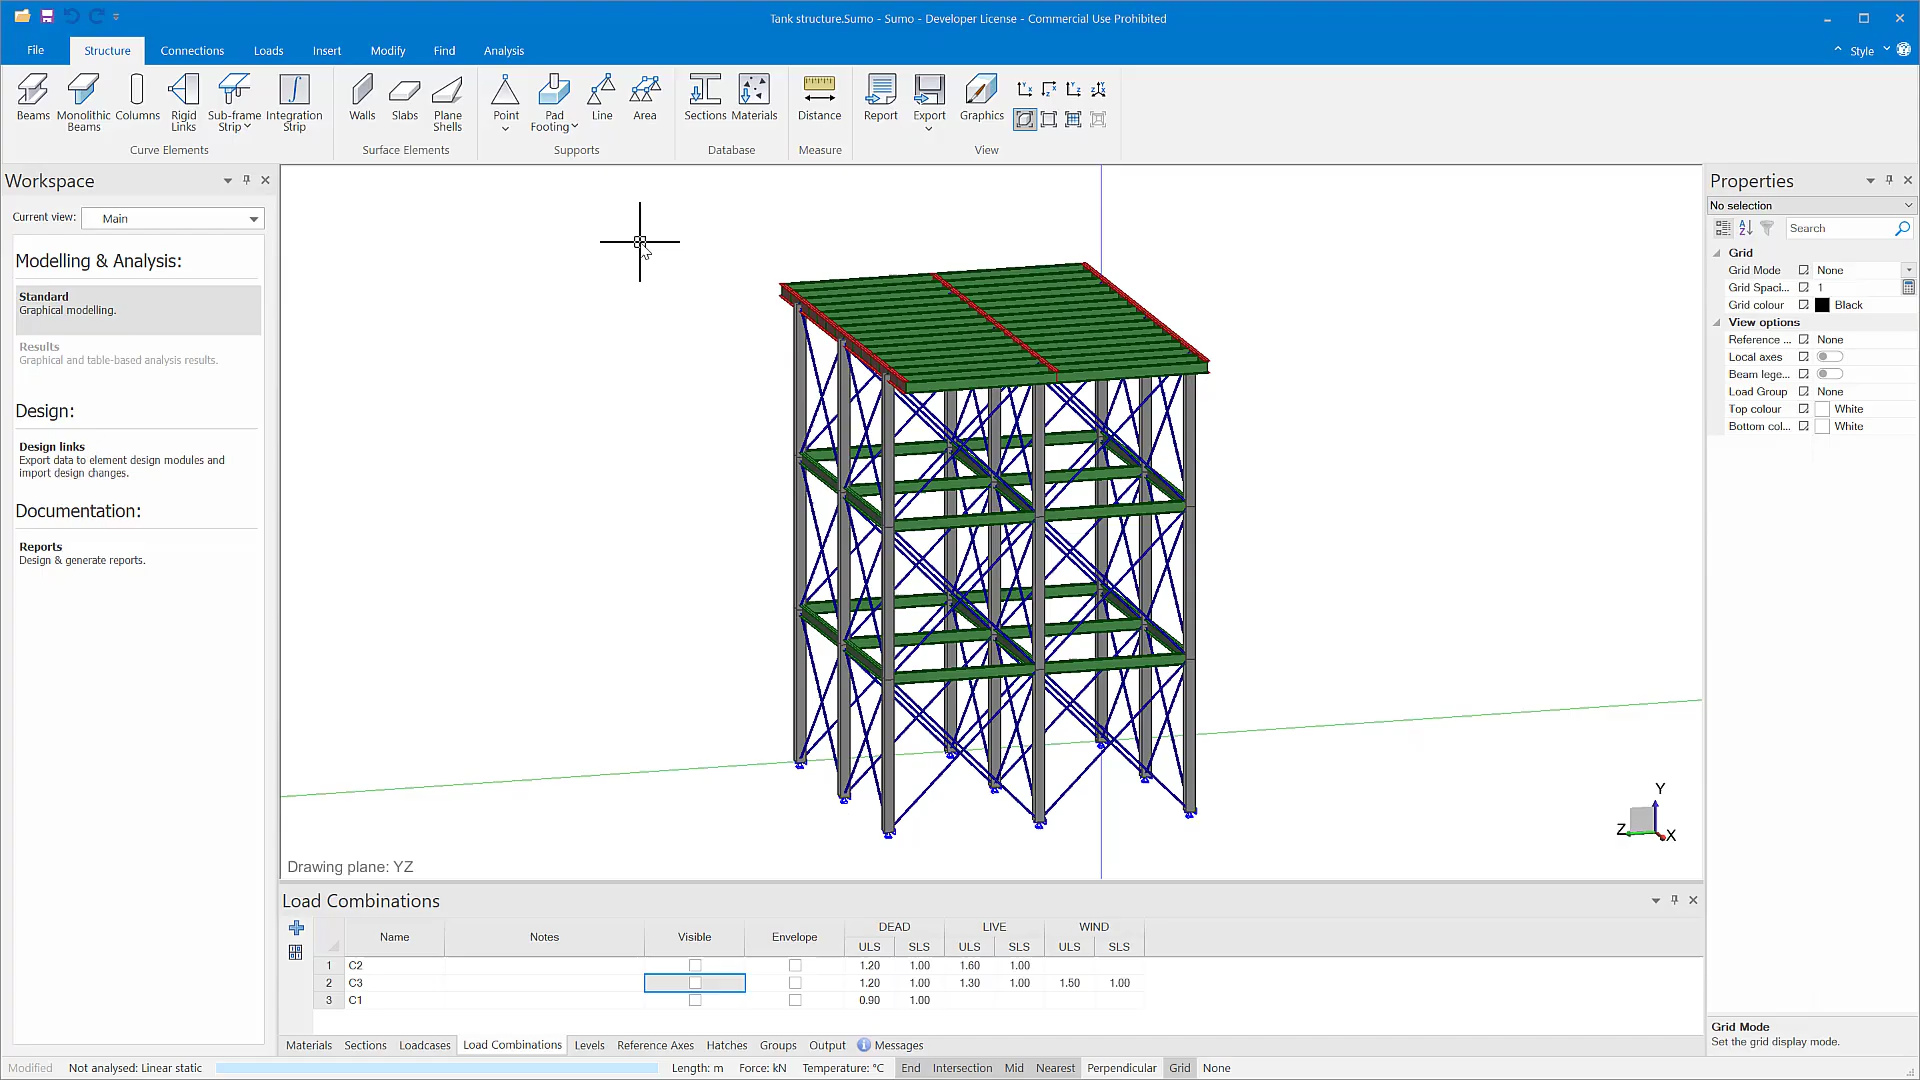 Tank structure.Sumo - Sumo - Developer License - Commercial Use Prohibited
File
Structure
Connections
Loads
Insert
Modify
Find
Analysis
Style
Beams
Monolithic Beams
Columns
Rigid Links
Sub-frame Strip
Integration Strip
Curve Elements
Walls
Slabs
Plane Shells
Surface Elements
Point
Pad Footing
Line
Area
Supports
Sections
Materials
Database
Distance
Measure
Report
Export
Graphics
View
Workspace
Current view: Main
Modelling & Analysis:
Standard
Graphical modelling.
Results
Graphical and table-based analysis results.
Design:
Design links
Export data to element design modules and
import design changes.
Documentation:
Reports
Design & generate reports.
Drawing plane: YZ
Y
Z
X
Properties
No selection
Search
Grid
Grid Mode None
Grid Spaci... 1
Grid colour Black
View options
Reference ... None
Local axes
Beam lege...
Load Group None
Top colour White
Bottom col... White
Grid Mode
Set the grid display mode.
Load Combinations
Name Notes Visible Envelope DEAD LIVE WIND
ULS SLS ULS SLS ULS SLS
1 C2 1.20 1.00 1.60 1.00
2 C3 1.20 1.00 1.30 1.00 1.50 1.00
3 C1 0.90 1.00
Materials Sections Loadcases Load Combinations Levels Reference Axes Hatches Groups Output Messages
Modified Not analysed: Linear static Length: m Force: kN Temperature: °C End Intersection Mid Nearest Perpendicular Grid None